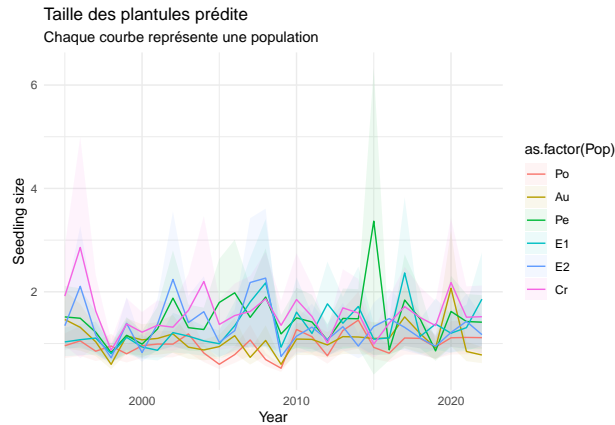 Taille des plantules prédite
Chaque courbe représente une population
6
4
2
Seedling size
2000
2010
2020
Year
as.factor(Pop)
Po
Au
Pe
E1
E2
Cr